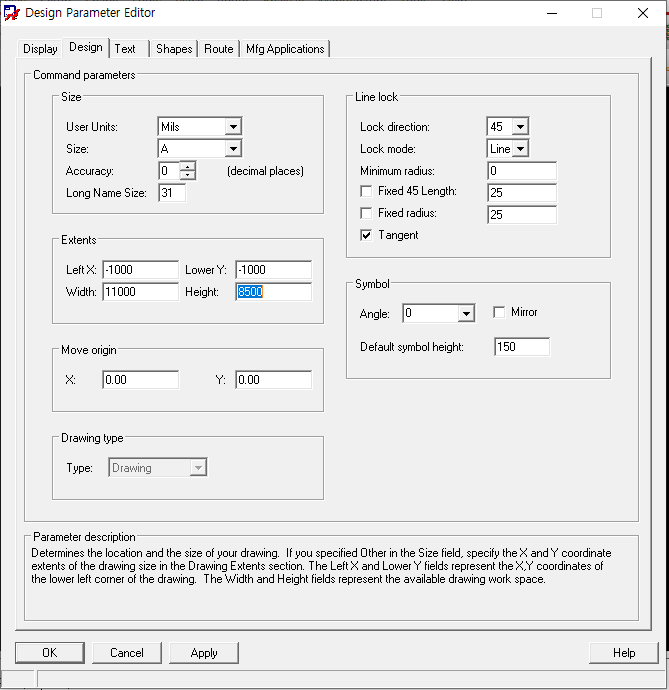 Design Parameter Editor
Display Design Text Shapes Route Mfg Applications
Command parameters
Size
User Units: Mils
Size: A
Accuracy: 0 (decimal places)
Long Name Size: 31
Line lock
Lock direction: 45
Lock mode: Line
Minimum radius: 0
Fixed 45 Length: 25
Fixed radius: 25
Tangent
Extents
Left X: -1000 Lower Y: -1000
Width: 11000 Height: 8500
Symbol
Angle: 0 Mirror
Default symbol height: 150
Move origin
X: 0.00 Y: 0.00
Drawing type
Type: Drawing
Parameter description
Determines the location and the size of your drawing. If you specified Other in the Size field, specify the X and Y coordinate
extents of the drawing size in the Drawing Extents section. The Left X and Lower Y fields represent the X,Y coordinates of
the lower left corner of the drawing. The Width and Height fields represent the available drawing work space.
OK Cancel Apply Help